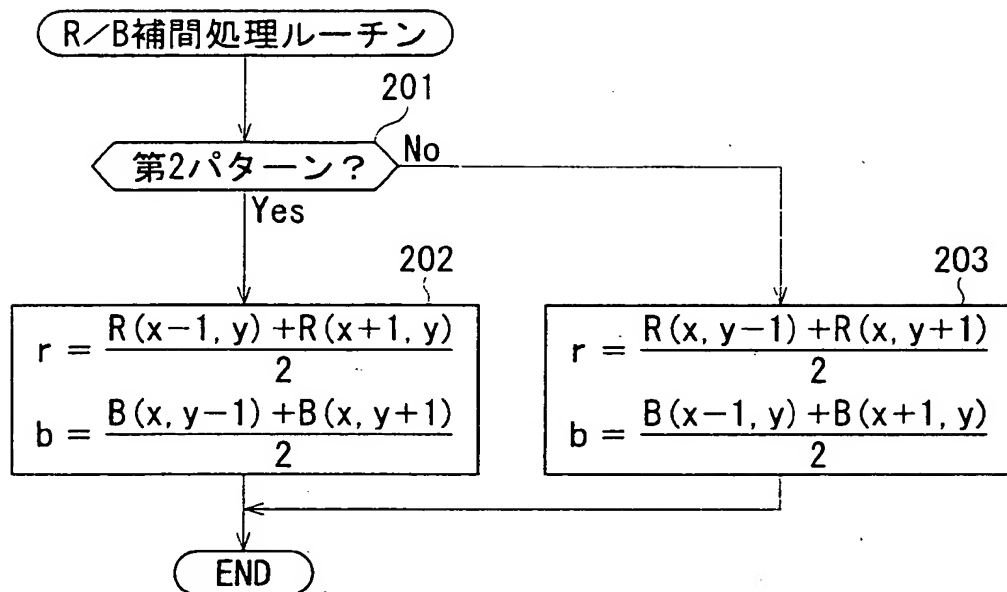 R/B補間処理ルーチン
201
第2パターン?
No
Yes
202
r = R(x-1, y)+R(x+1, y) / 2
b = B(x, y-1)+B(x, y+1) / 2
203
r = R(x, y-1)+R(x, y+1) / 2
b = B(x-1, y)+B(x+1, y) / 2
END